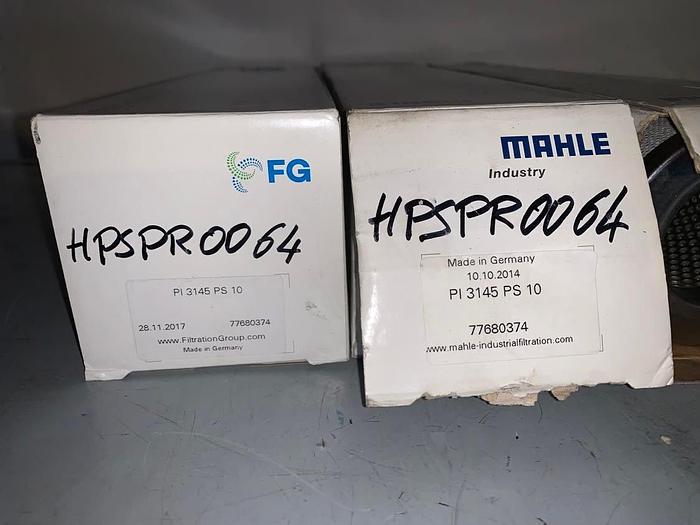 FG
HPSPR0064
PI 3145 PS 10
28.11.2017 77680374
www.FiltrationGroup.com
Made in Germany
MAHLE
Industry
HPSPR0064
Made in Germany
10.10.2014
PI 3145 PS 10
77680374
www.mahle-industrialfiltration.com